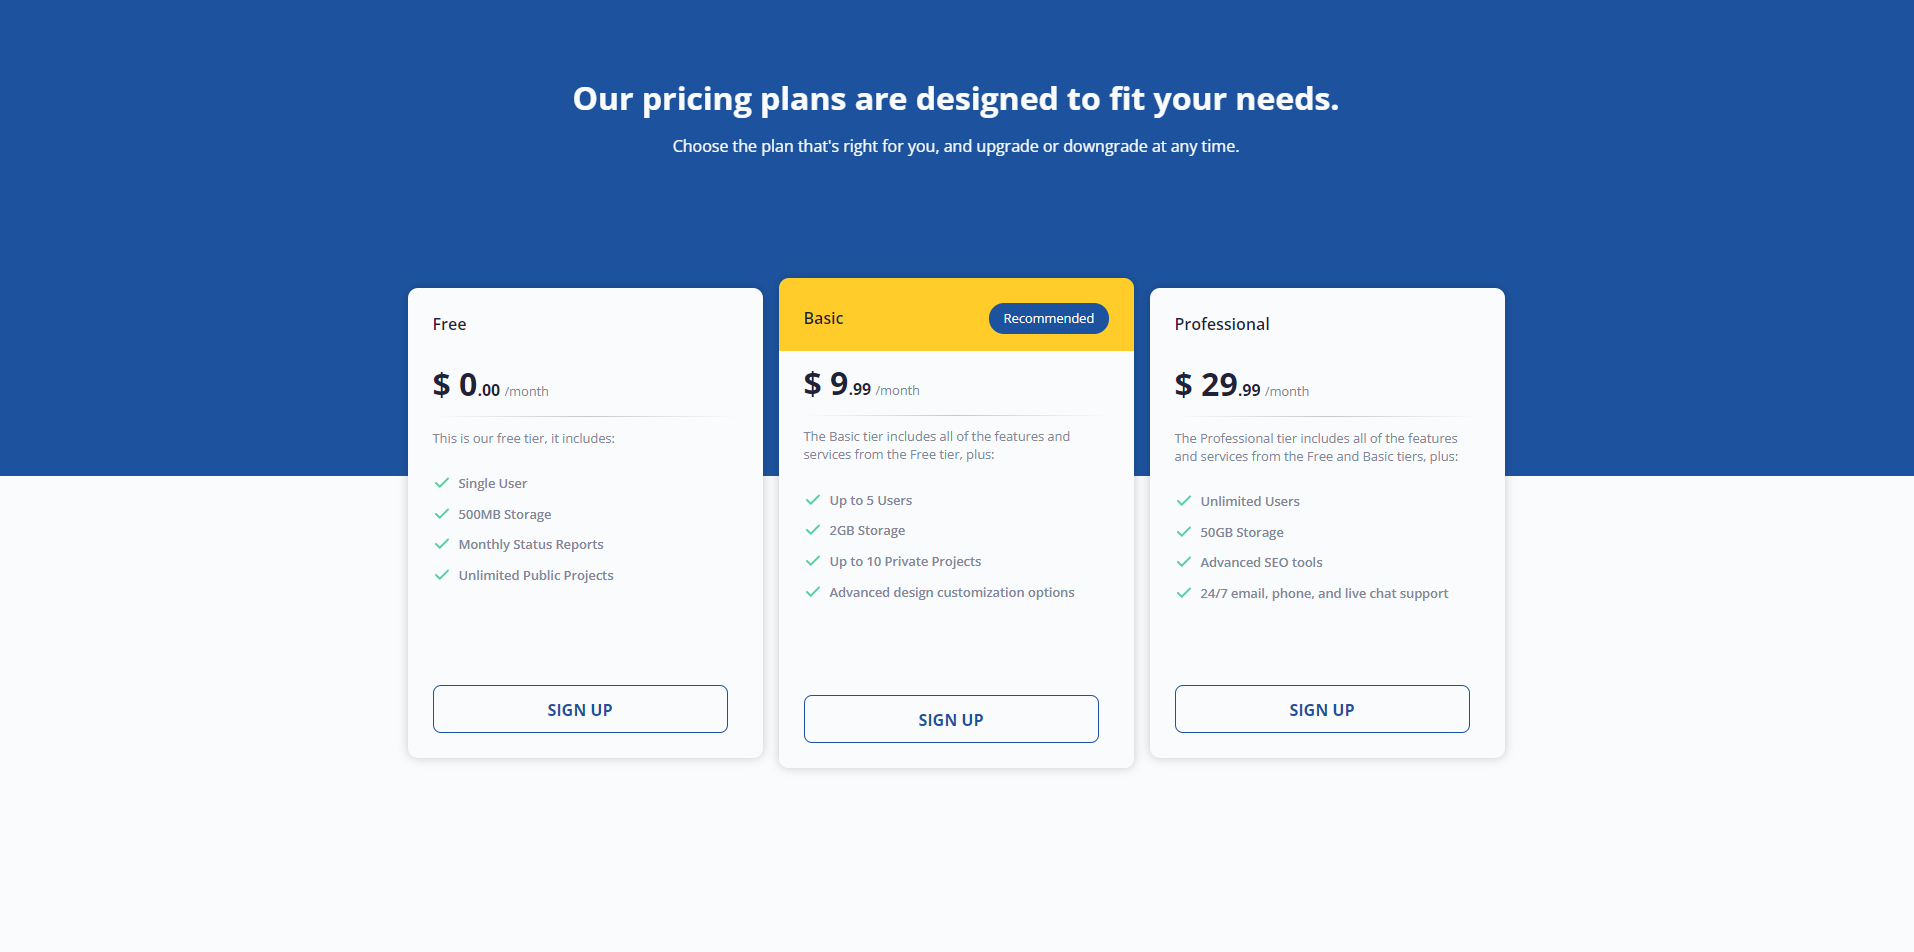 Our pricing plans are designed to fit your needs.
Choose the plan that's right for you, and upgrade or downgrade at any time.
Free
$ 0.00 /month
This is our free tier, it includes:
Single User
500MB Storage
Monthly Status Reports
Unlimited Public Projects
SIGN UP
Basic
Recommended
$ 9.99 /month
The Basic tier includes all of the features and
services from the Free tier, plus:
Up to 5 Users
2GB Storage
Up to 10 Private Projects
Advanced design customization options
SIGN UP
Professional
$ 29.99 /month
The Professional tier includes all of the features
and services from the Free and Basic tiers, plus:
Unlimited Users
50GB Storage
Advanced SEO tools
24/7 email, phone, and live chat support
SIGN UP